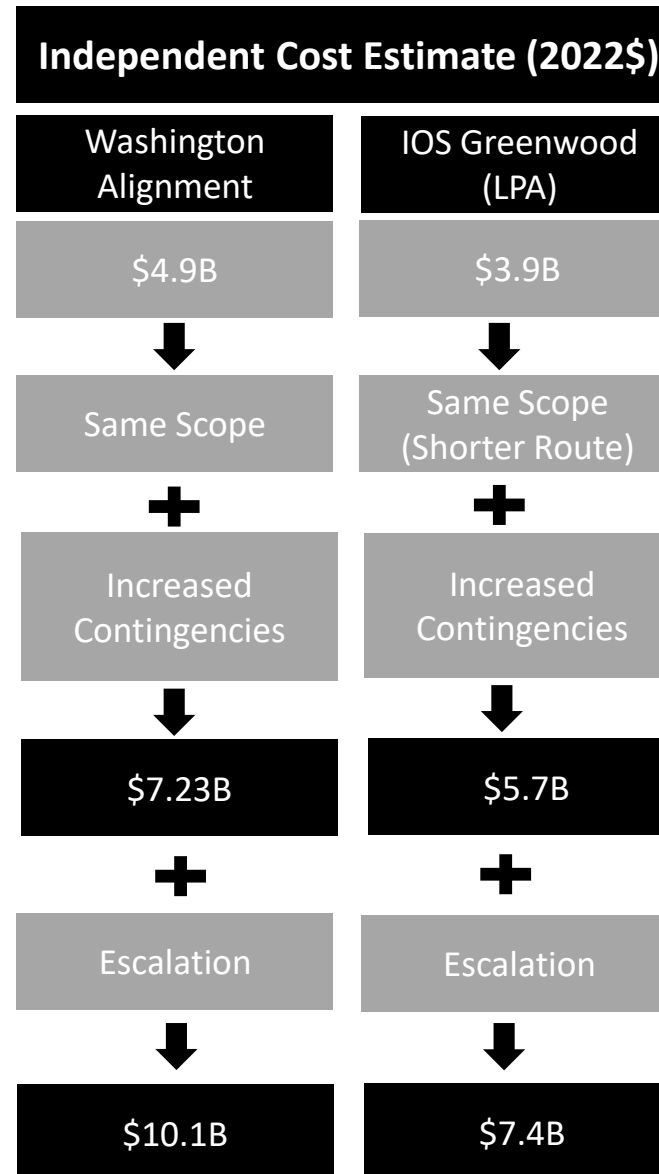 Independent Cost Estimate (2022$)
Washington
Alignment
$4.9B
Same Scope
Increased
Contingencies
$7.23B
Escalation
$10.1B
IOS Greenwood
(LPA)
$3.9B
Same Scope
(Shorter Route)
Increased
Contingencies
$5.7B
Escalation
$7.4B